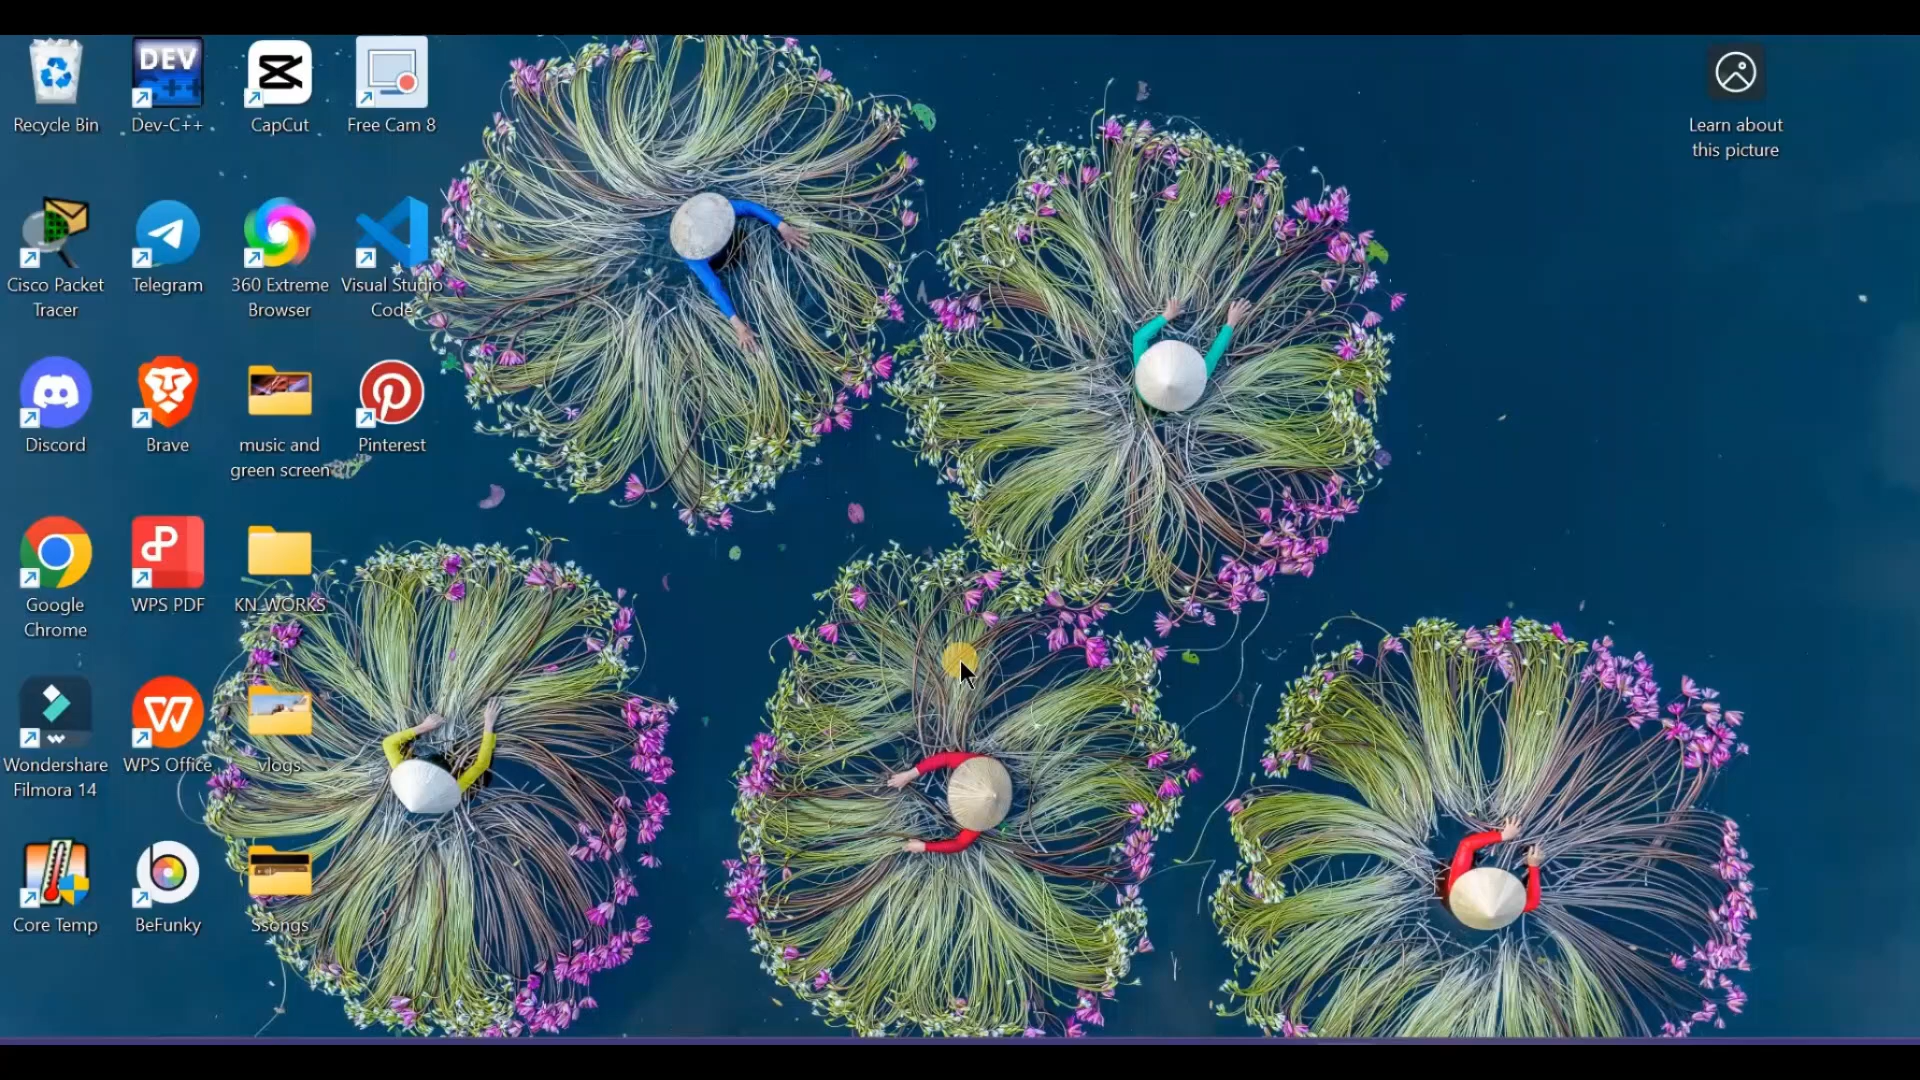 Recycle Bin
DEV
C++
Dev-C++
CapCut
Free Cam 8
Learn about
this picture
Cisco Packet
Tracer
Telegram
360 Extreme
Browser
Visual Studio
Code
Discord
Brave
music and
green screen
Pinterest
Google
Chrome
WPS PDF
KN_WORKS
Wondershare
Filmora 14
WPS Office
vlogs
Core Temp
BeFunky
Ssongs